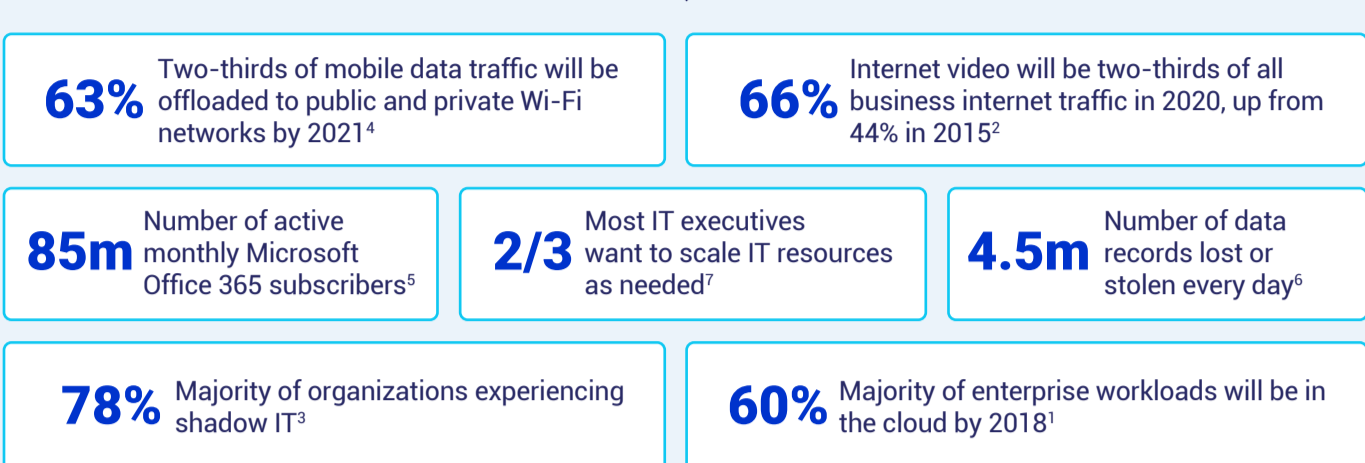 63%
Two-thirds of mobile data traffic will be
offloaded to public and private Wi-Fi
networks by 2021⁴
66%
Internet video will be two-thirds of all
business internet traffic in 2020, up from
44% in 2015²
85m
Number of active
monthly Microsoft
Office 365 subscribers⁵
2/3
Most IT executives
want to scale IT resources
as needed⁷
4.5m
Number of data
records lost or
stolen every day⁶
78%
Majority of organizations experiencing
shadow IT³
60%
Majority of enterprise workloads will be in
the cloud by 2018¹